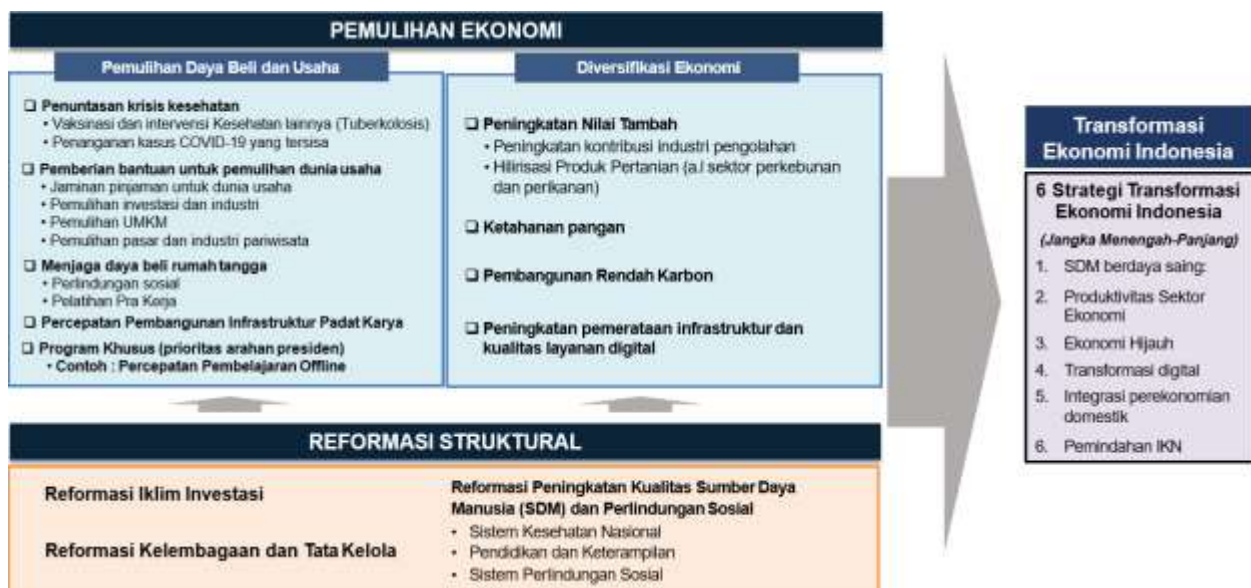 PEMULIHAN EKONOMI
Pemulihan Daya Beli dan Usaha
❑ Penuntasan krisis kesehatan
• Vaksinasi dan intervensi Kesehatan lainnya (Tuberkolosis)
• Penanganan kasus COVID-19 yang tersisa
❑ Pemberian bantuan untuk pemulihan dunia usaha
• Jaminan pinjaman untuk dunia usaha
• Pemulihan investasi dan industri
• Pemulihan UMKM
• Pemulihan pasar dan industri pariwisata
❑ Menjaga daya beli rumah tangga
• Perlindungan sosial
• Pelatihan Pra Kerja
❑ Percepatan Pembangunan Infrastruktur Padat Karya
❑ Program Khusus (prioritas arahan presiden)
• Contoh : Percepatan Pembelajaran Offline
Diversifikasi Ekonomi
❑ Peningkatan Nilai Tambah
• Peningkatan kontribusi industri pengolahan
• Hilirisasi Produk Pertanian (a.l sektor perkebunan
dan perikanan)
❑ Ketahanan pangan
❑ Pembangunan Rendah Karbon
❑ Peningkatan pemerataan infrastruktur dan
kualitas layanan digital
REFORMASI STRUKTURAL
Reformasi Iklim Investasi
Reformasi Kelembagaan dan Tata Kelola
Reformasi Peningkatan Kualitas Sumber Daya
Manusia (SDM) dan Perlindungan Sosial
• Sistem Kesehatan Nasional
• Pendidikan dan Keterampilan
• Sistem Perlindungan Sosial
Transformasi
Ekonomi Indonesia
6 Strategi Transformasi
Ekonomi Indonesia
(Jangka Menengah-Panjang)
1. SDM berdaya saing:
2. Produktivitas Sektor
Ekonomi
3. Ekonomi Hijauh
4. Transformasi digital
5. Integrasi perekonomian
domestik
6. Pemindahan IKN